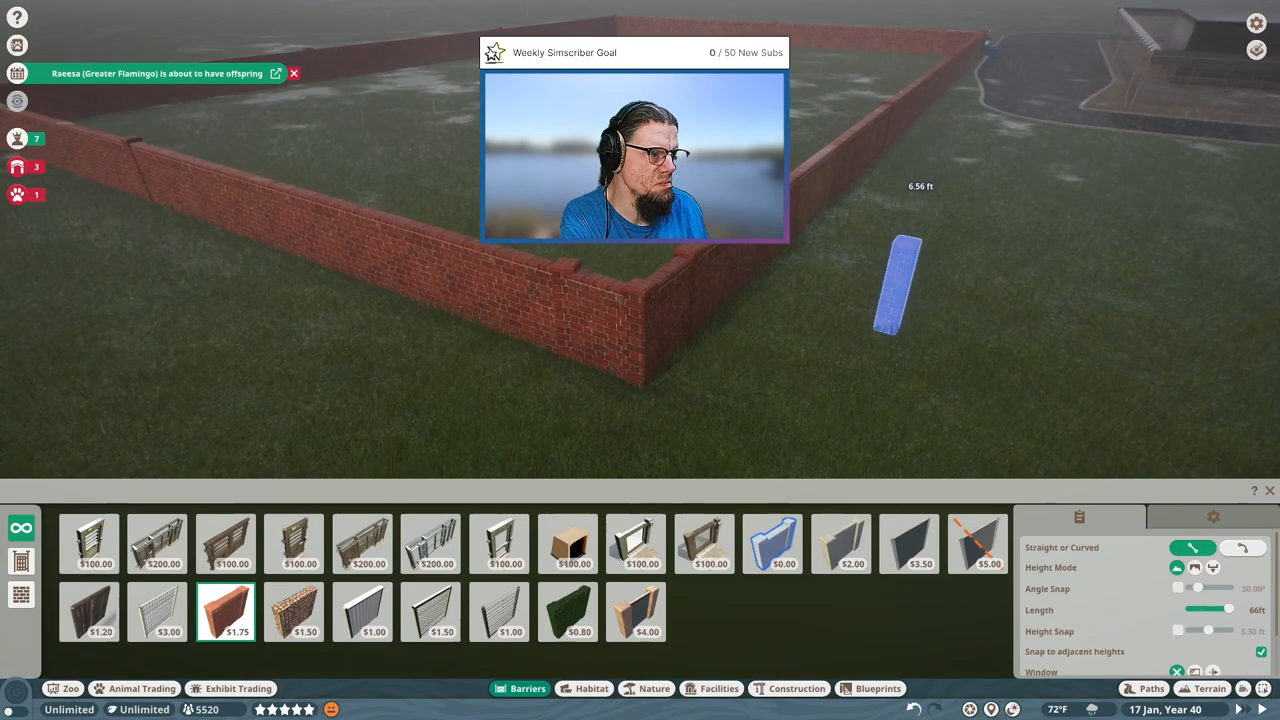 Weekly Simscriber Goal 0 / 50 New Subs
Raeesa (Greater Flamingo) is about to have offspring
7
3
1
6.56 ft
?
$100.00 $200.00 $100.00 $100.00 $200.00 $200.00 $100.00 $100.00 $100.00 $100.00 $0.00 $2.00 $3.50 $5.00
$1.20 $3.00 $1.75 $1.50 $1.00 $1.50 $1.00 $0.80 $4.00
Straight or Curved
Height Mode
Angle Snap 30.00°
Length 66ft
Height Snap 3.30 ft
Snap to adjacent heights
Window
Zoo Animal Trading Exhibit Trading Barriers Habitat Nature Facilities Construction Blueprints Paths Terrain
Unlimited Unlimited 5520 72°F 17 Jan, Year 40